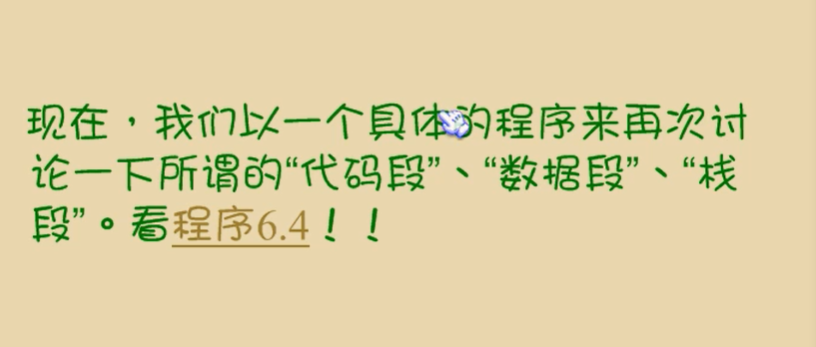 现在，我们以一个具体的程序来再次讨
论一下所谓的“代码段”、“数据段”、“栈
段”。看程序6.4！！